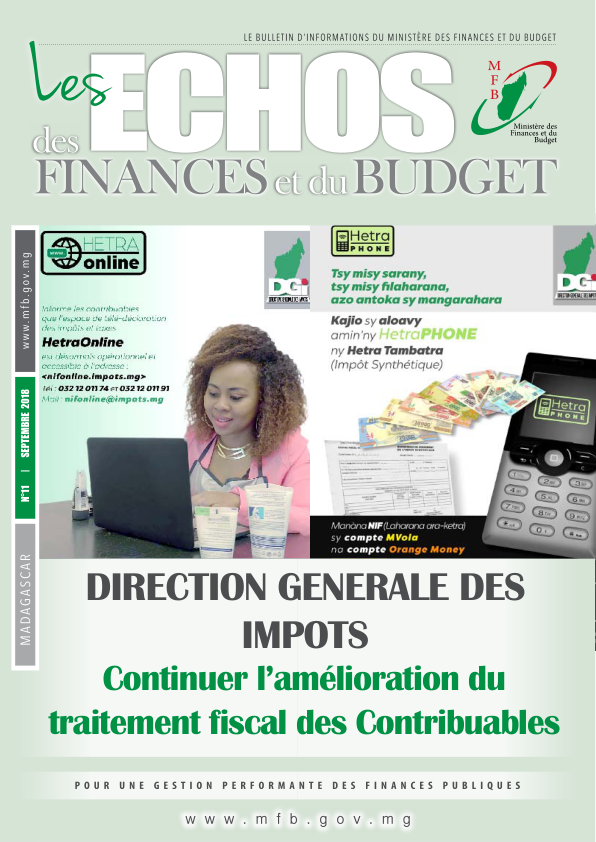 LE BULLETIN D'INFORMATIONS DU MINISTÈRE DES FINANCES ET DU BUDGET
Les ECHOS
des
FINANCES et du BUDGET
M
F
B
Ministère des
Finances et du
Budget
www.mfb.gov.mg
N°11 | SEPTEMBRE 2018
MADAGASCAR
www
HETRA
online
DGI
Informe les contribuables
que l'espace de télé-déclaration
des impôts et taxes
HetraOnline
est désormais opérationnel et
accessible à l'adresse :
<nifonline.impots.mg>
Tél : 032 12 011 74 et 032 12 011 91
Mail : nifonline@impots.mg
Hetra
PHONE
DGI
Tsy misy sarany,
tsy misy filaharana,
azo antoka sy mangarahara
Kajio sy aloavy
amin'ny HetraPHONE
ny Hetra Tambatra
(Impôt Synthétique)
Hetra
PHONE
Manàna NIF (Laharana ara-ketra)
sy compte MVola
na compte Orange Money
DIRECTION GENERALE DES
IMPOTS
Continuer l'amélioration du
traitement fiscal des Contribuables
POUR UNE GESTION PERFORMANTE DES FINANCES PUBLIQUES
www.mfb.gov.mg